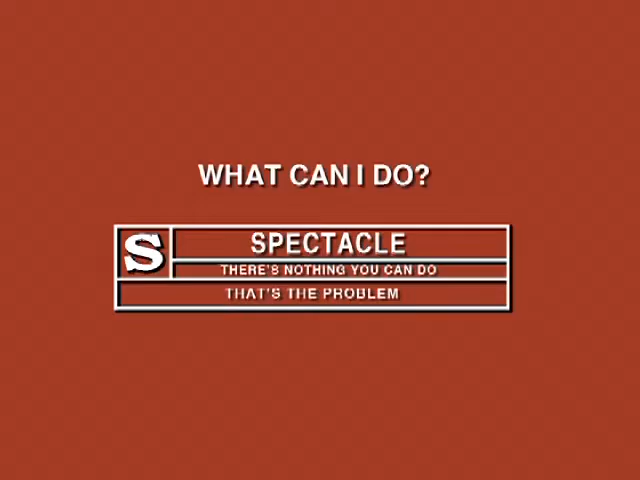 WHAT CAN I DO?
S
SPECTACLE
THERE'S NOTHING YOU CAN DO
THAT'S THE PROBLEM